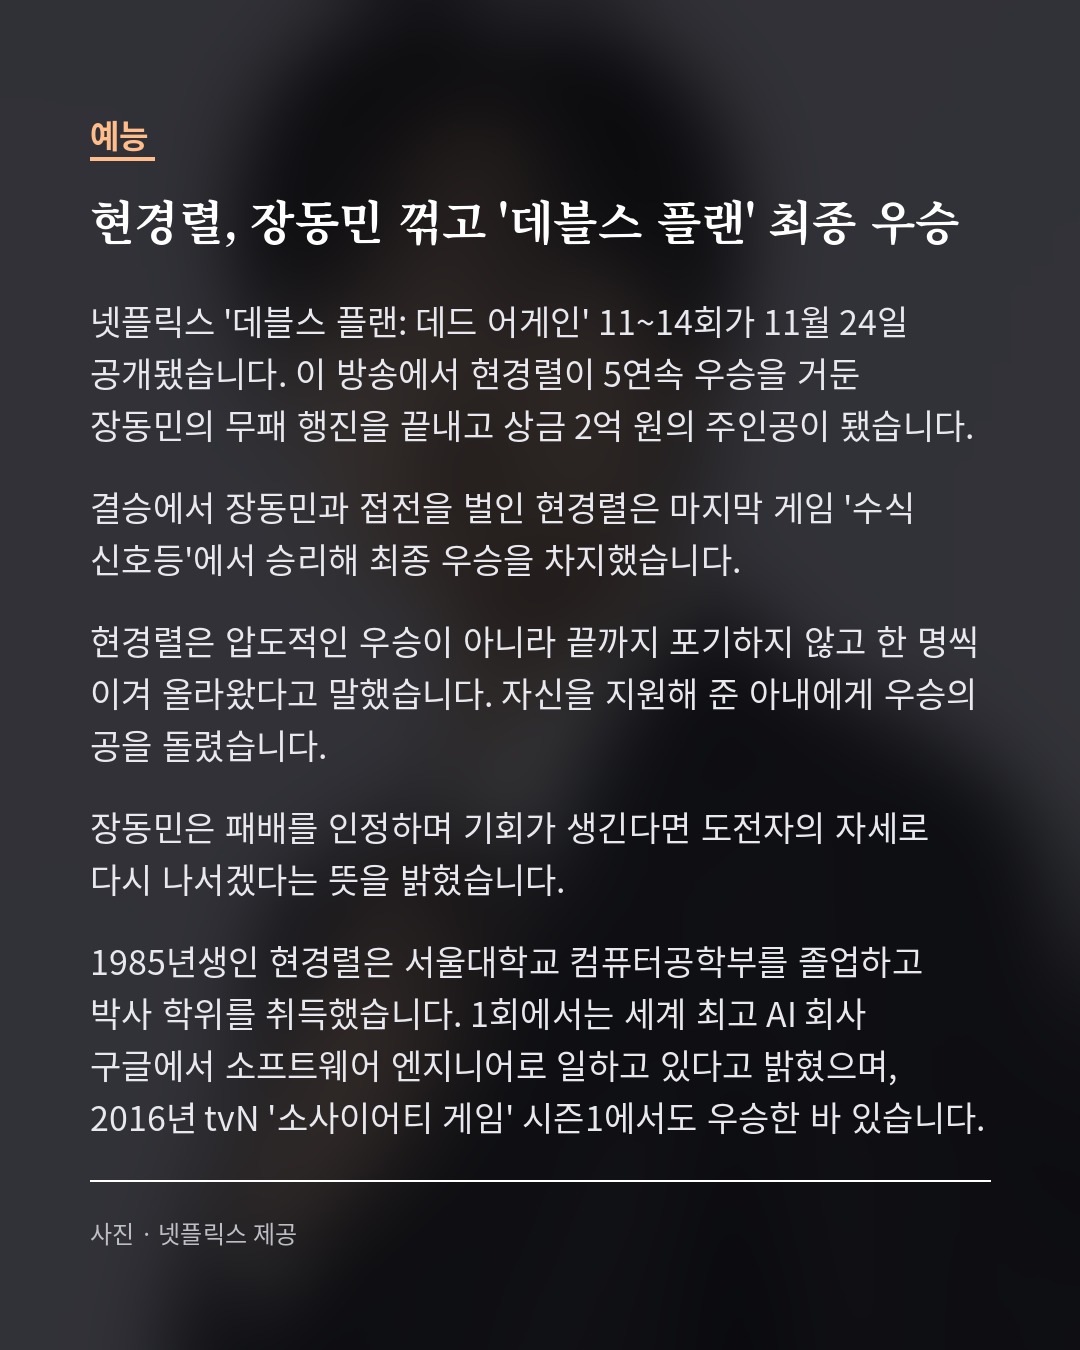 예능
현경렬, 장동민 꺾고 '데블스 플랜' 최종 우승
넷플릭스 '데블스 플랜: 데드 어게인' 11~14회가 11월 24일
공개됐습니다. 이 방송에서 현경렬이 5연속 우승을 거둔
장동민의 무패 행진을 끝내고 상금 2억 원의 주인공이 됐습니다.
결승에서 장동민과 접전을 벌인 현경렬은 마지막 게임 '수식
신호등'에서 승리해 최종 우승을 차지했습니다.
현경렬은 압도적인 우승이 아니라 끝까지 포기하지 않고 한 명씩
이겨 올라왔다고 말했습니다. 자신을 지원해 준 아내에게 우승의
공을 돌렸습니다.
장동민은 패배를 인정하며 기회가 생긴다면 도전자의 자세로
다시 나서겠다는 뜻을 밝혔습니다.
1985년생인 현경렬은 서울대학교 컴퓨터공학부를 졸업하고
박사 학위를 취득했습니다. 1회에서는 세계 최고 AI 회사
구글에서 소프트웨어 엔지니어로 일하고 있다고 밝혔으며,
2016년 tvN '소사이어티 게임' 시즌1에서도 우승한 바 있습니다.
사진 · 넷플릭스 제공